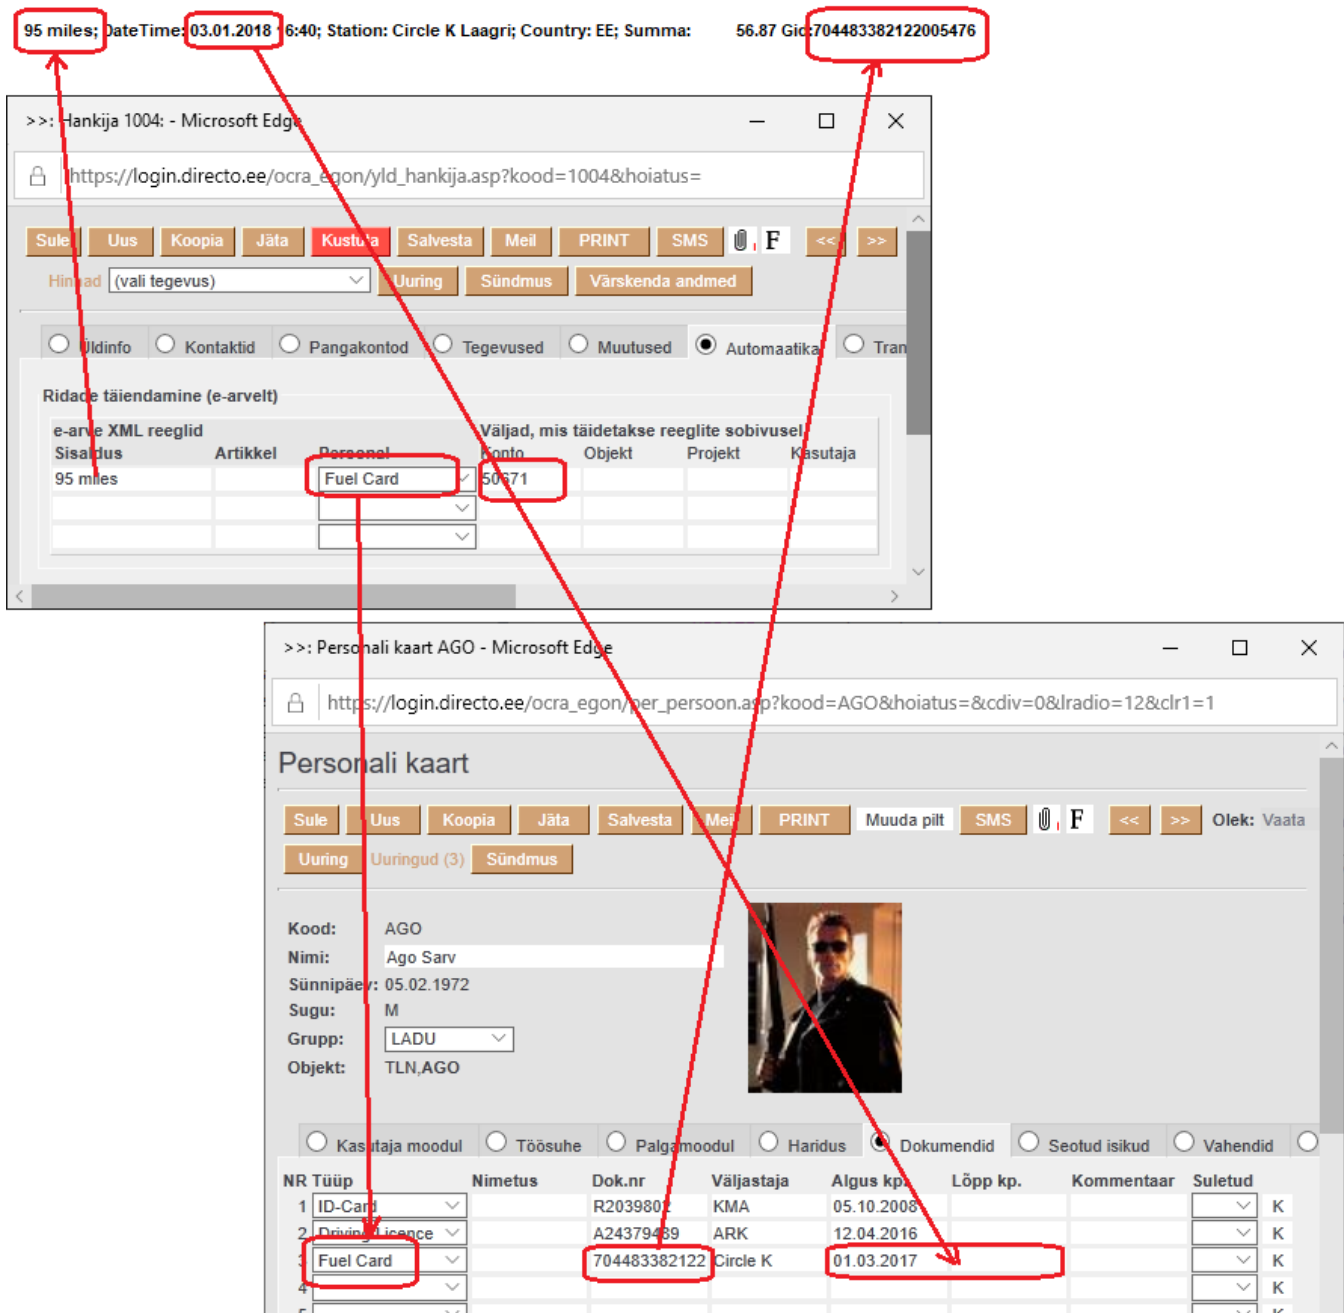 95 miles; DateTime: 03.01.2018 16:40; Station: Circle K Laagri; Country: EE; Summa: 56.87 Gid:704483382122005476
>>: Hankija 1004: - Microsoft Edge
https://login.directo.ee/ocra_egon/yld_hankija.asp?kood=1004&hoiatus=
Sule Uus Koopia Jäta Kustuta Salvesta Meil PRINT SMS F << >>
Hinnad (vali tegevus) Uuring Sündmus Värskenda andmed
Üldinfo Kontaktid Pangakontod Tegevused Muutused Automaatika Tran
Ridade täiendamine (e-arvelt)
e-arve XML reeglid Väljad, mis täidetakse reeglite sobivusel
Sisaldus Artikkel Personal Konto Objekt Projekt Kasutaja
95 miles Fuel Card 50671
>>: Personali kaart AGO - Microsoft Edge
https://login.directo.ee/ocra_egon/per_persoon.asp?kood=AGO&hoiatus=&cdiv=0&lradio=12&clr1=1
Personali kaart
Sule Uus Koopia Jäta Salvesta Meil PRINT Muuda pilt SMS F << >> Olek: Vaata
Uuring Uuringud (3) Sündmus
Kood: AGO
Nimi: Ago Sarv
Sünnipäev: 05.02.1972
Sugu: M
Grupp: LADU
Objekt: TLN,AGO
Kasutaja moodul Töösuhe Palgamoodul Haridus Dokumendid Seotud isikud Vahendid
NR Tüüp Nimetus Dok.nr Väljastaja Algus kp. Lõpp kp. Kommentaar Suletud
1 ID-Card R2039802 KMA 05.10.2008 K
2 Driving Licence A24379489 ARK 12.04.2016 K
3 Fuel Card 704483382122 Circle K 01.03.2017 K
4 K
5 K